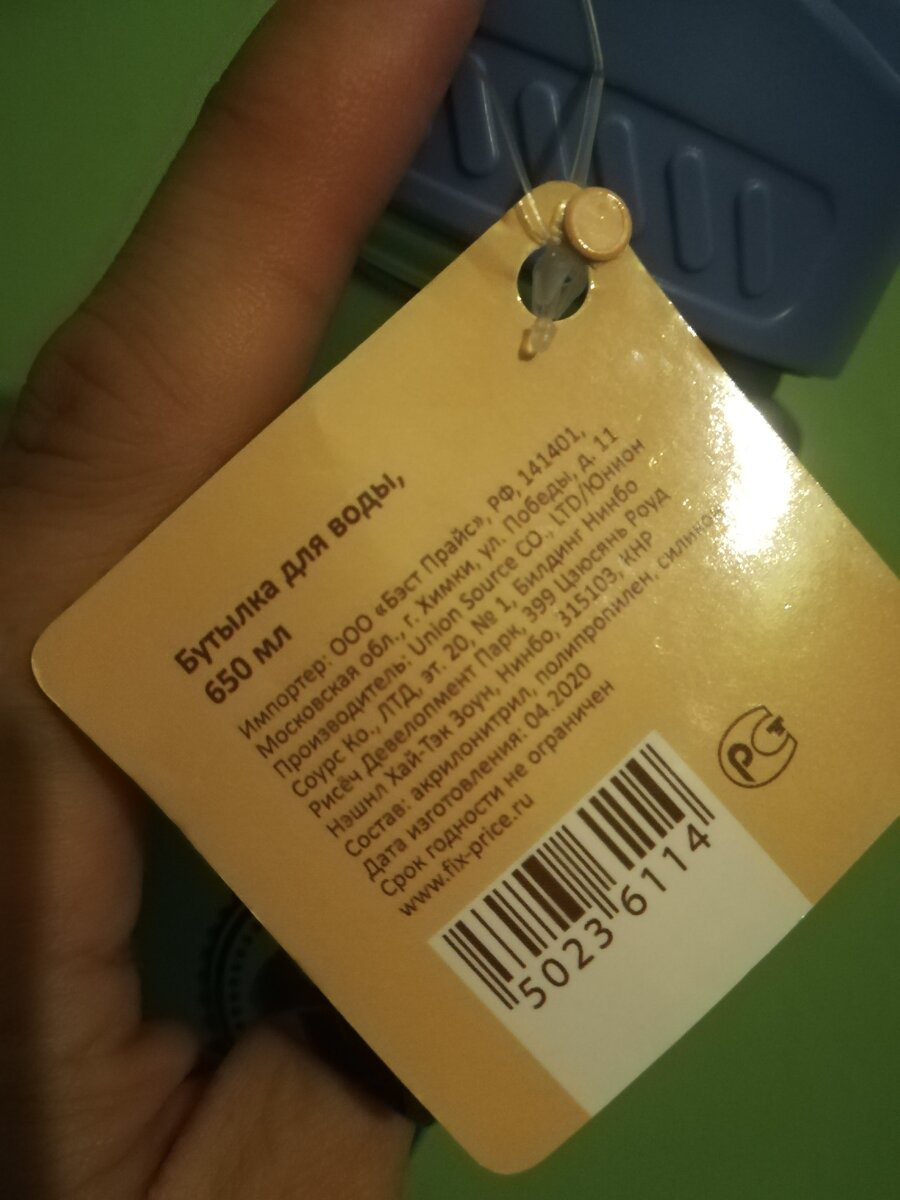 Бутылка для воды,
650 мл
Импортер: ООО «Бэст Прайс», РФ, 141401,
Московская обл., г. Химки, ул. Победы, д. 11
Производитель: Union Source CO., LTD/Юнион
Соурс Ко., ЛТД, эт. 20, № 1, Билдинг Нинбо
Рисёч Девелопмент Парк, 399 Цзюсянь Роуд
Нэшнл Хай-Тэк Зоун, Нинбо, 315103, КНР
Состав: акрилонитрил, полипропилен, силикон
Дата изготовления: 04.2020
Срок годности не ограничен
www.fix-price.ru
РСТ
5023 6114